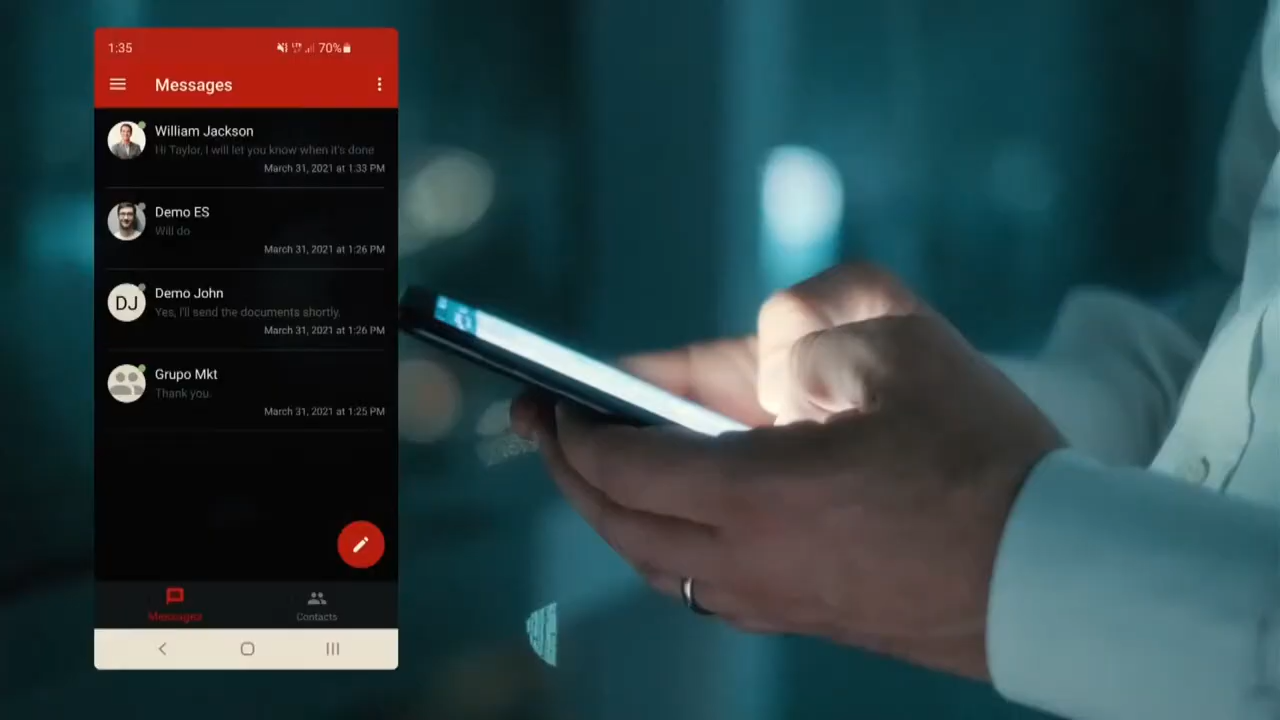 1:35
70%
Messages
William Jackson
Hi Taylor, I will let you know when it's done
March 31, 2021 at 1:33 PM
Demo ES
Will do
March 31, 2021 at 1:26 PM
DJ
Demo John
Yes, I'll send the documents shortly.
March 31, 2021 at 1:26 PM
Grupo Mkt
Thank you.
March 31, 2021 at 1:25 PM
Messages
Contacts